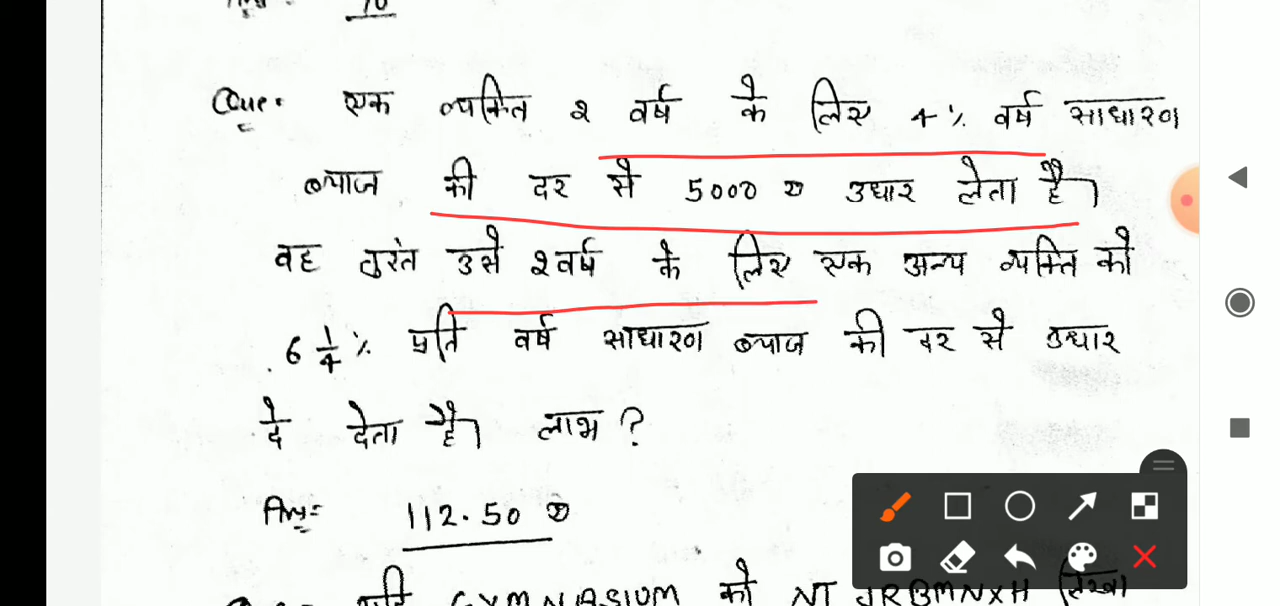 10
Que: एक व्यक्ति 2 वर्ष के लिए 4% वर्ष साधारण
ब्याज की दर से 5000 ₹ उधार लेता है।
वह तुरंत उसे 2 वर्ष के लिए एक अन्य व्यक्ति को
6 1/4 % प्रति वर्ष साधारण ब्याज की दर से उधार
दे देता है। लाभ ?
Ans= 112.50 ₹
को